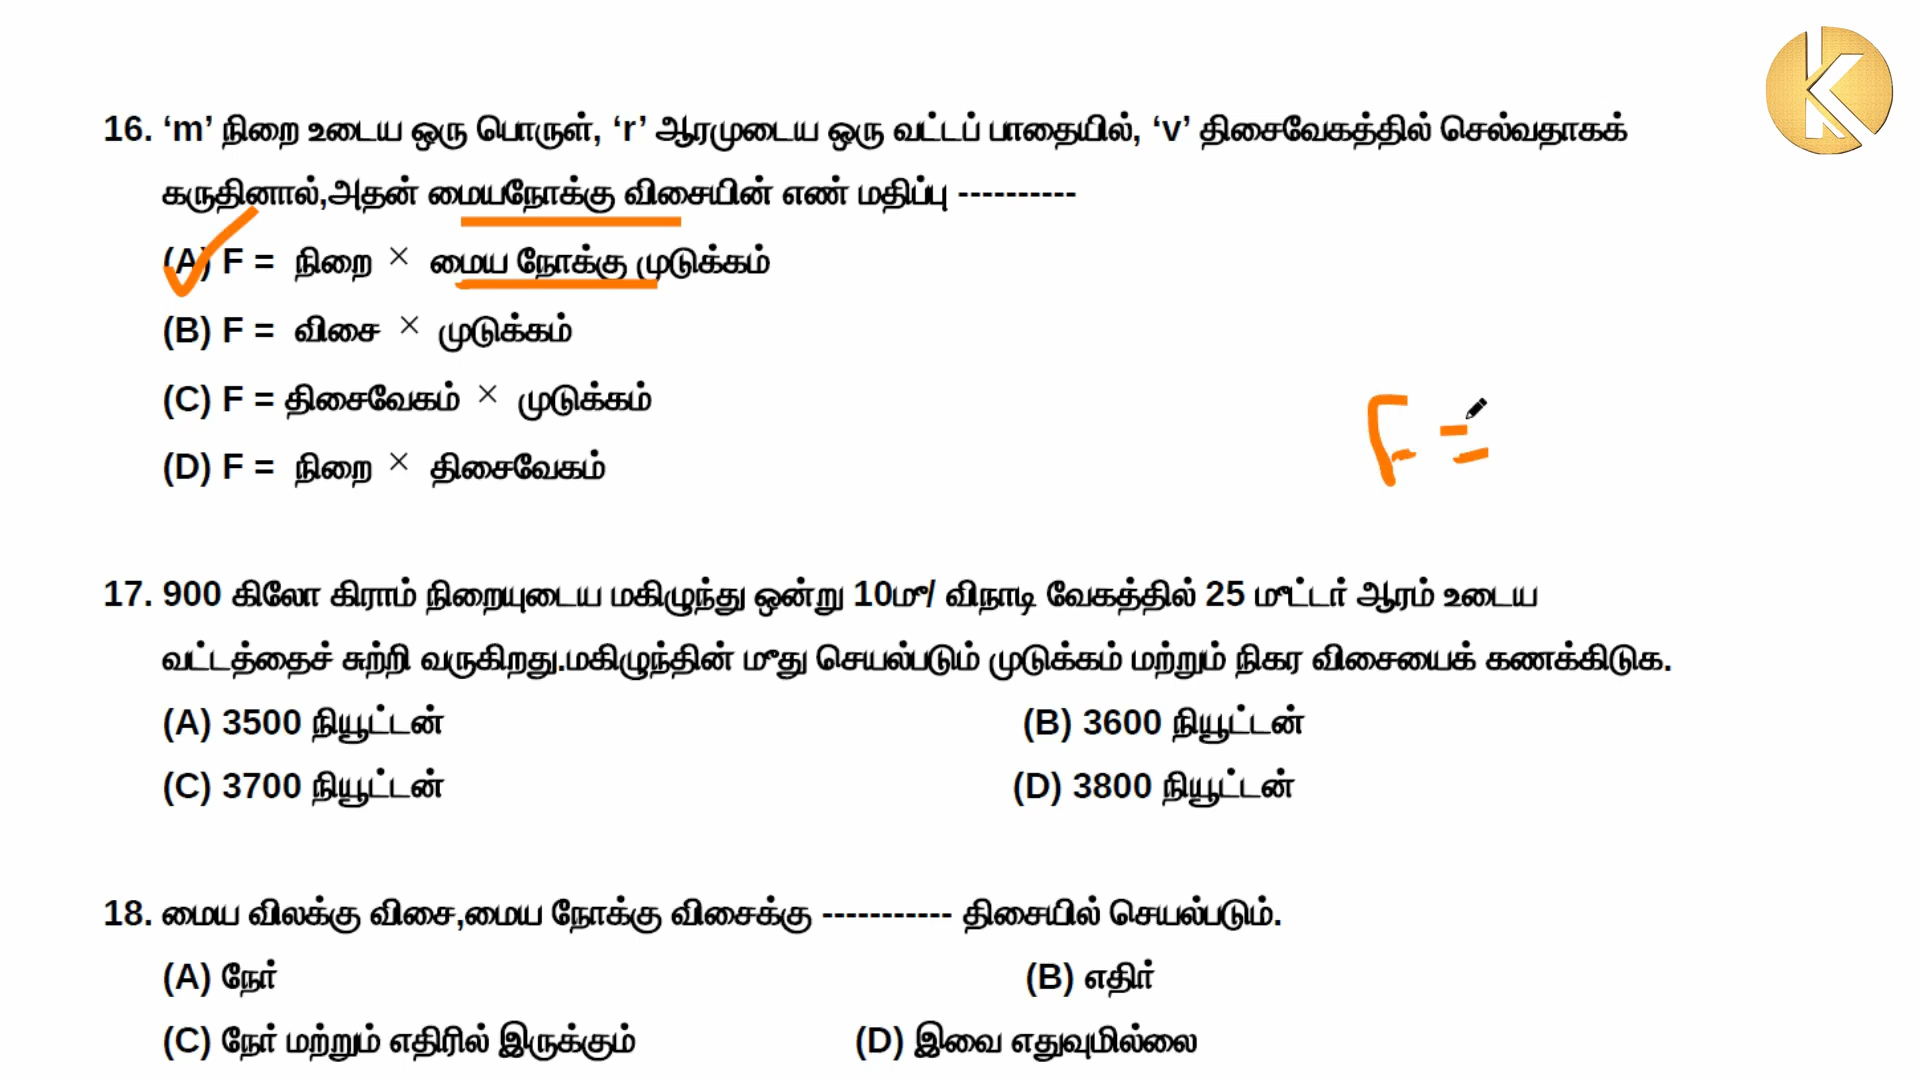 16. ‘m’ நிறை உடைய ஒரு பொருள், ‘r’ ஆரமுடைய ஒரு வட்டப் பாதையில், ‘v’ திசைவேகத்தில் செல்வதாகக்
கருதினால்,அதன் மையநோக்கு விசையின் எண் மதிப்பு ----------
(A) F = நிறை × மைய நோக்கு முடுக்கம்
(B) F = விசை × முடுக்கம்
(C) F = திசைவேகம் × முடுக்கம்
(D) F = நிறை × திசைவேகம்
F =
17. 900 கிலோ கிராம் நிறையுடைய மகிழுந்து ஒன்று 10மீ/ விநாடி வேகத்தில் 25 மீட்டர் ஆரம் உடைய
வட்டத்தைச் சுற்றி வருகிறது.மகிழுந்தின் மீது செயல்படும் முடுக்கம் மற்றும் நிகர விசையைக் கணக்கிடுக.
(A) 3500 நியூட்டன் (B) 3600 நியூட்டன்
(C) 3700 நியூட்டன் (D) 3800 நியூட்டன்
18. மைய விலக்கு விசை,மைய நோக்கு விசைக்கு ----------- திசையில் செயல்படும்.
(A) நேர் (B) எதிர்
(C) நேர் மற்றும் எதிரில் இருக்கும் (D) இவை எதுவுமில்லை